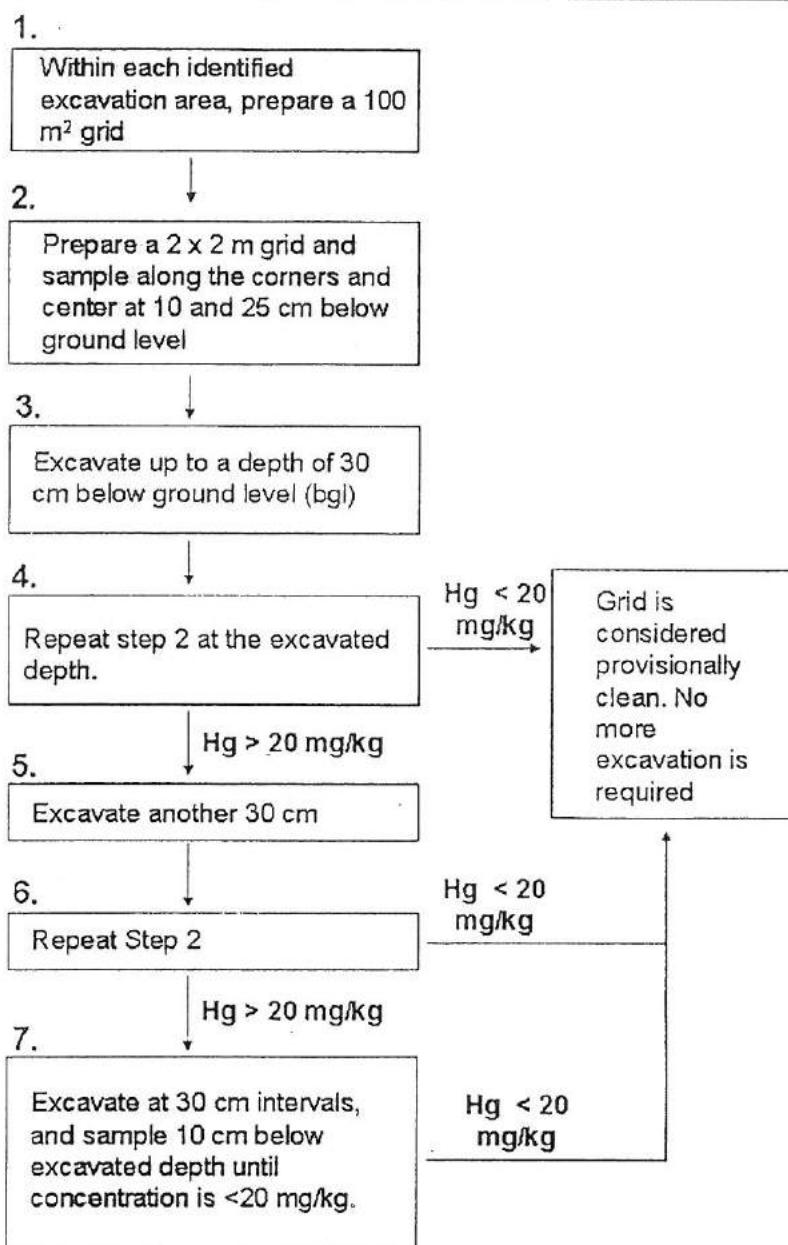 1.
Within each identified
excavation area, prepare a 100
m² grid
2.
Prepare a 2 x 2 m grid and
sample along the corners and
center at 10 and 25 cm below
ground level
3.
Excavate up to a depth of 30
cm below ground level (bgl)
4.
Repeat step 2 at the excavated
depth.
Hg < 20
mg/kg
Grid is
considered
provisionally
clean. No
more
excavation is
required
Hg > 20 mg/kg
5.
Excavate another 30 cm
6.
Repeat Step 2
Hg < 20
mg/kg
Hg > 20 mg/kg
7.
Excavate at 30 cm intervals,
and sample 10 cm below
excavated depth until
concentration is <20 mg/kg.
Hg < 20
mg/kg